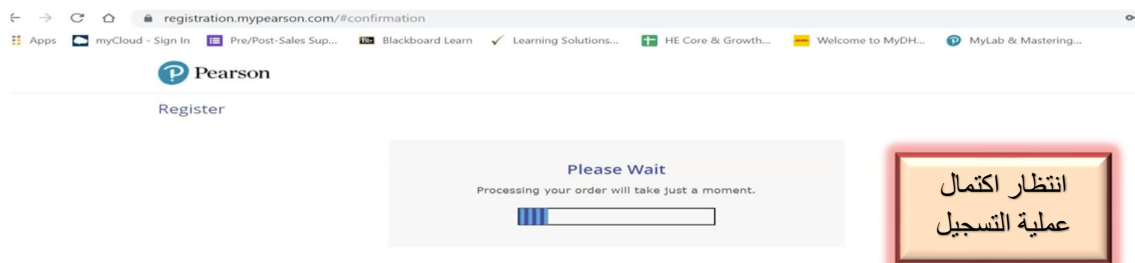 registration.mypearson.com/#confirmation
Apps myCloud - Sign In Pre/Post-Sales Sup... Blackboard Learn Learning Solutions... HE Core & Growth... Welcome to MyDH... MyLab & Mastering...
Pearson
Register
Please Wait
Processing your order will take just a moment.
انتظار اكتمال
عملية التسجيل